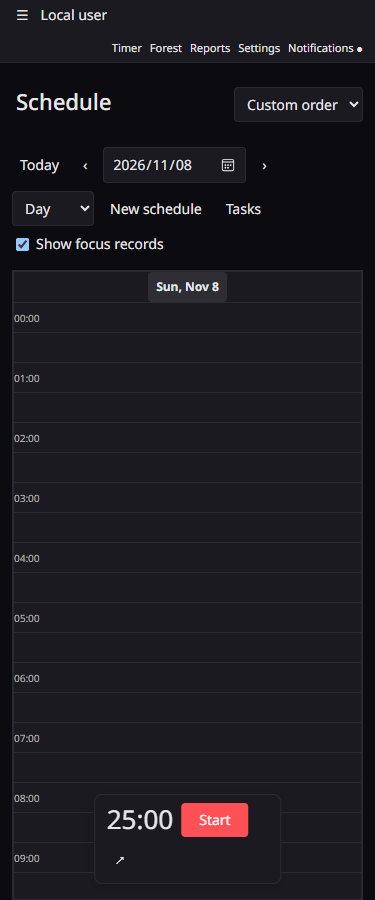 ☰ Local user
Timer Forest Reports Settings Notifications ●
Schedule
Custom order
Today ‹ 2026/11/08 ›
Day New schedule Tasks
Show focus records
Sun, Nov 8
00:00
01:00
02:00
03:00
04:00
05:00
06:00
07:00
08:00
25:00 Start
09:00
↗